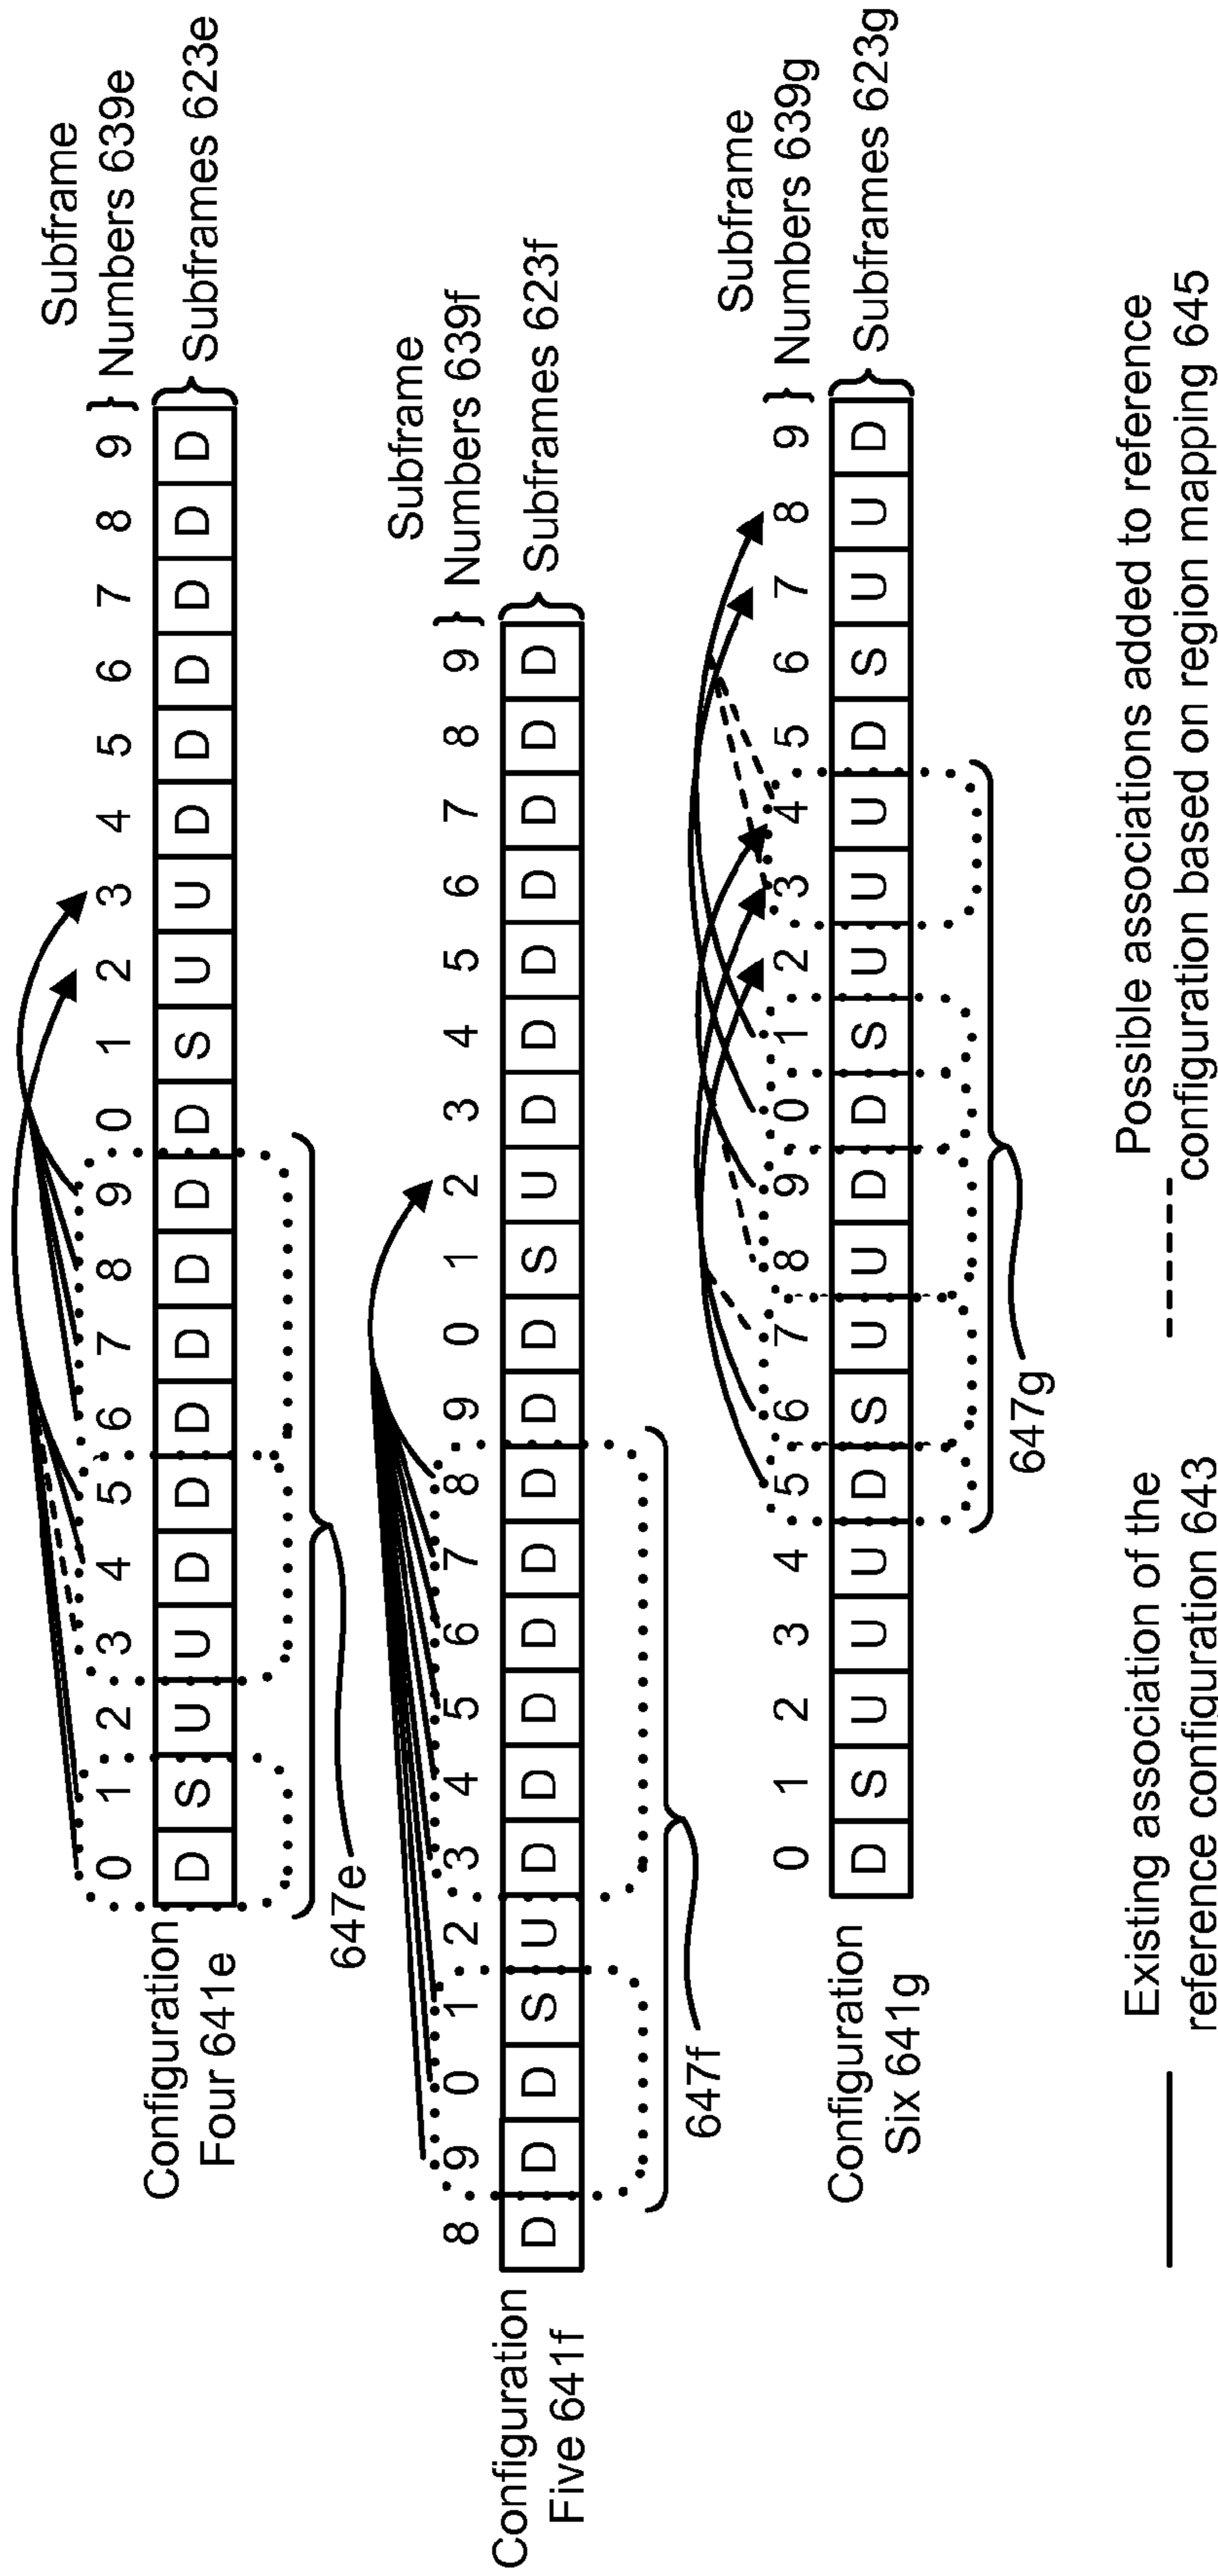 Subframe
0 1 2 3 4 5 6 7 8 9 0 1 2 3 4 5 6 7 8 9 Numbers 639e
Configuration
Four 641e
D S U U D D D D D D D S U U D D D D D D Subframes 623e
647e
Subframe
8 9 0 1 2 3 4 5 6 7 8 9 0 1 2 3 4 5 6 7 8 9 Numbers 639f
Configuration
Five 641f
D D D S U D D D D D D D D S U D D D D D D D Subframes 623f
647f
Subframe
0 1 2 3 4 5 6 7 8 9 0 1 2 3 4 5 6 7 8 9 Numbers 639g
Configuration
Six 641g
D S U U U D S U U D D S U U U D S U U D Subframes 623g
647g
Existing association of the
reference configuration 643
Possible associations added to reference
configuration based on region mapping 645